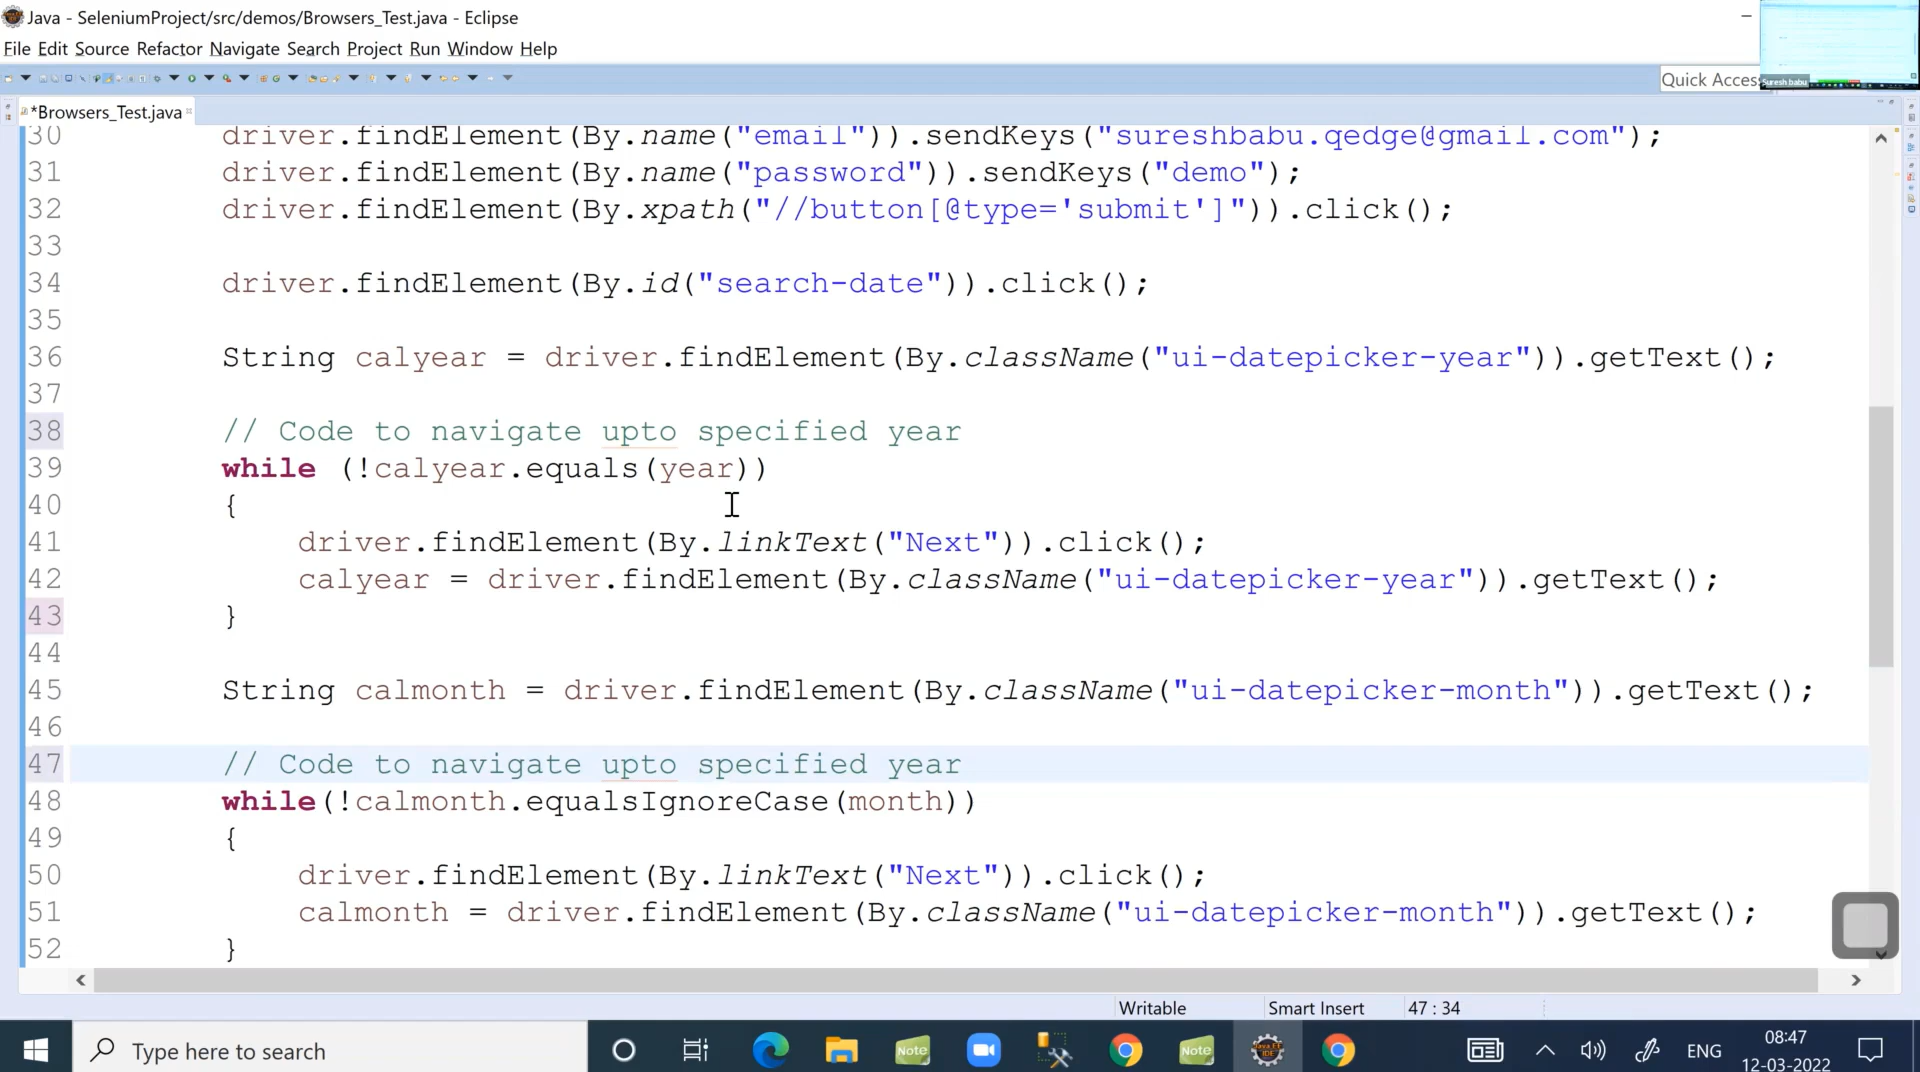 Java - SeleniumProject/src/demos/Browsers_Test.java - Eclipse
File Edit Source Refactor Navigate Search Project Run Window Help
Quick Acces
Suresh babu
*Browsers_Test.java
30 driver.findElement(By.name("email")).sendKeys("sureshbabu.qedge@gmail.com");
31 driver.findElement(By.name("password")).sendKeys("demo");
32 driver.findElement(By.xpath("//button[@type='submit']")).click();
33
34 driver.findElement(By.id("search-date")).click();
35
36 String calyear = driver.findElement(By.className("ui-datepicker-year")).getText();
37
38 // Code to navigate upto specified year
39 while (!calyear.equals(year))
40 {
41 driver.findElement(By.linkText("Next")).click();
42 calyear = driver.findElement(By.className("ui-datepicker-year")).getText();
43 }
44
45 String calmonth = driver.findElement(By.className("ui-datepicker-month")).getText();
46
47 // Code to navigate upto specified year
48 while(!calmonth.equalsIgnoreCase(month))
49 {
50 driver.findElement(By.linkText("Next")).click();
51 calmonth = driver.findElement(By.className("ui-datepicker-month")).getText();
52 }
Writable Smart Insert 47 : 34
Type here to search
Note
Note
Java EE
IDE
ENG
08:47
12-03-2022